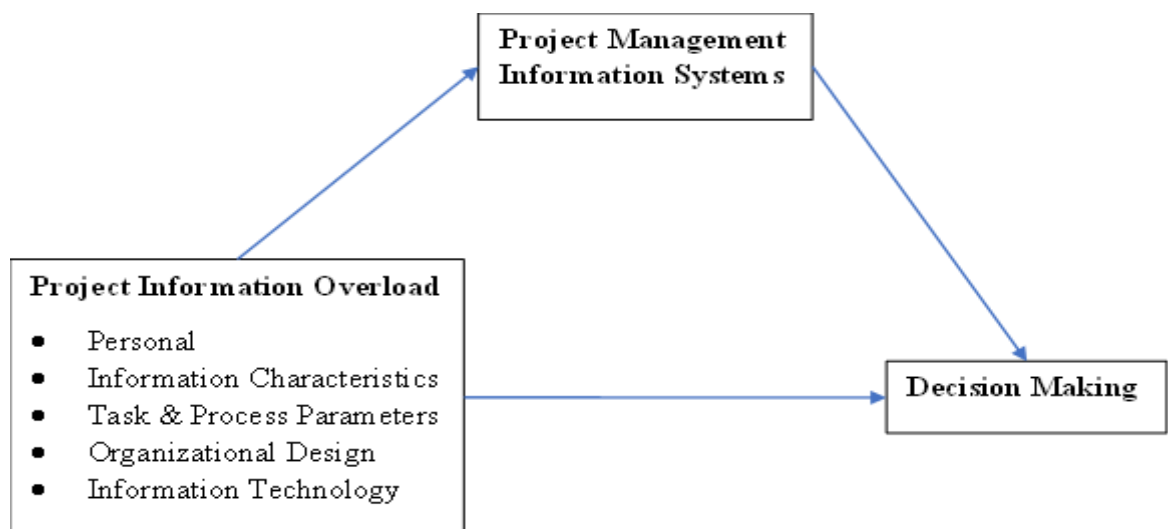 Project Management
Information Systems
Project Information Overload
● Personal
● Information Characteristics
● Task & Process Parameters
● Organizational Design
● Information Technology
Decision Making